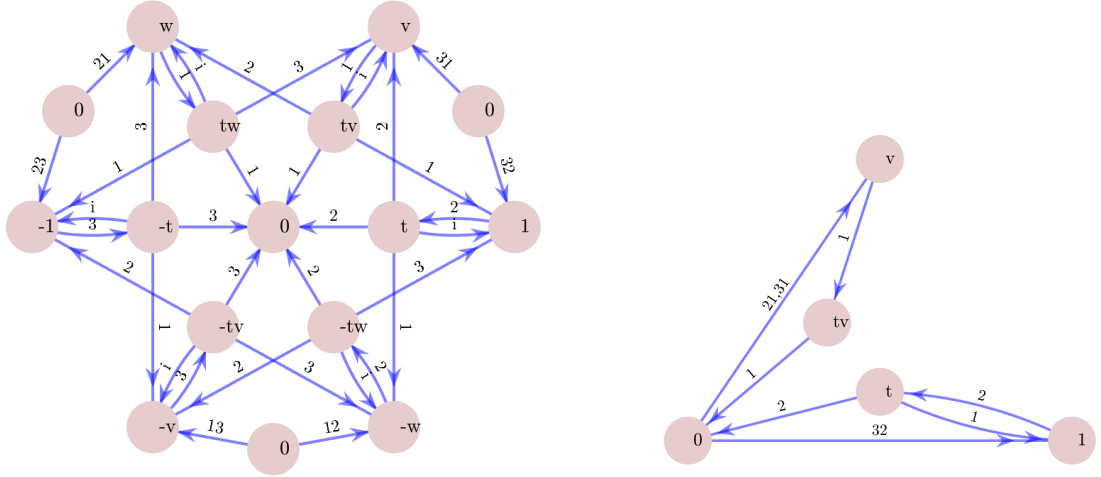 w v
21 1 i 2 3 1 i 31
0 tw tv 0
3 2
23 1 1 1 1 32
-1 i 3 -t 3 0 2 t 2 i 1
2 3 2 3
-tv -tw
1 1
i 3 2 3 i 2
-v 13 0 12 -w
v
1
21,31
tv
1
t 2
2 1
0 32 1